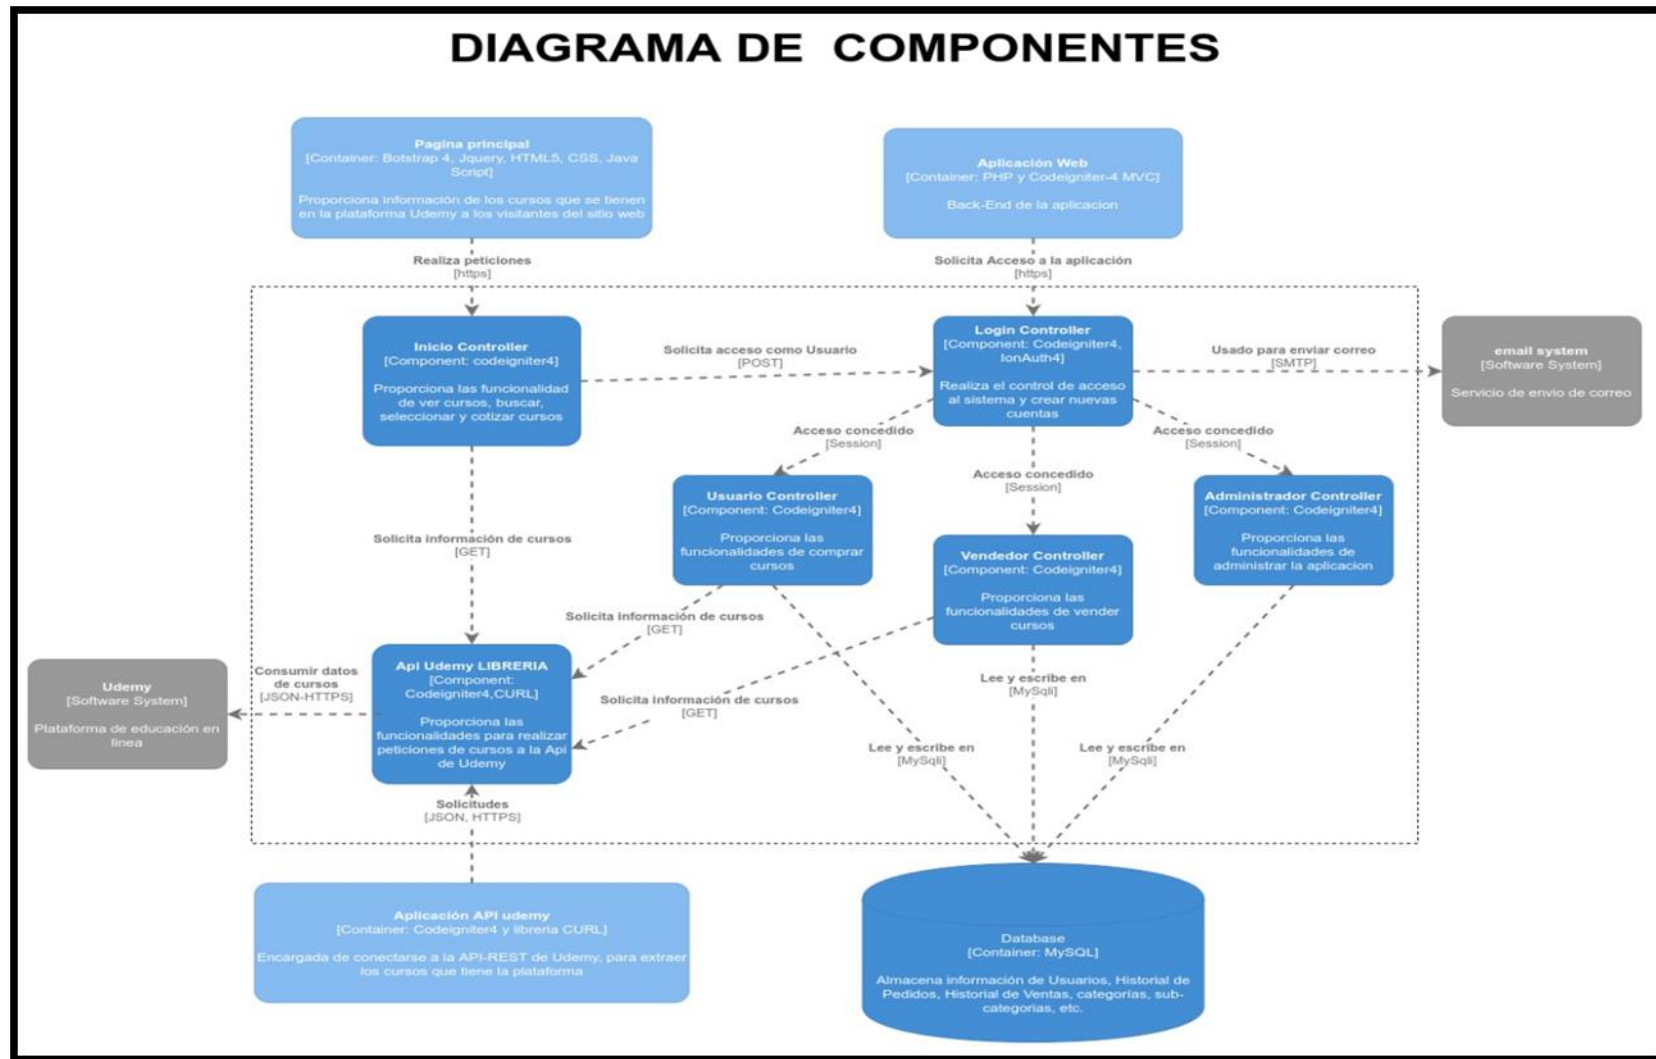 DIAGRAMA DE COMPONENTES
Pagina principal
[Container: Botstrap 4, Jquery, HTML5, CSS, Java
Script]
Proporciona información de los cursos que se tienen
en la plataforma Udemy a los visitantes del sitio web
Aplicación Web
[Container: PHP y Codeigniter-4 MVC]
Back-End de la aplicacion
Realiza peticiones
[https]
Solicita Acceso a la aplicación
[https]
Inicio Controller
[Component: codeigniter4]
Proporciona las funcionalidad
de ver cursos, buscar,
seleccionar y cotizar cursos
Solicita acceso como Usuario
[POST]
Login Controller
[Component: Codeigniter4,
IonAuth4]
Realiza el control de acceso
al sistema y crear nuevas
cuentas
Usado para enviar correo
[SMTP]
email system
[Software System]
Servicio de envio de correo
Acceso concedido
[Session]
Acceso concedido
[Session]
Acceso concedido
[Session]
Usuario Controller
[Component: Codeigniter4]
Proporciona las
funcionalidades de comprar
cursos
Administrador Controller
[Component: Codeigniter4]
Proporciona las
funcionalidades de
administrar la aplicacion
Solicita información de cursos
[GET]
Vendedor Controller
[Component: Codeigniter4]
Proporciona las
funcionalidades de vender
cursos
Solicita información de cursos
[GET]
Udemy
[Software System]
Plataforma de educación en
linea
Consumir datos
de cursos
[JSON-HTTPS]
Api Udemy LIBRERIA
[Component:
Codeigniter4,CURL]
Proporciona las
funcionalidades para realizar
peticiones de cursos a la Api
de Udemy
Solicita información de cursos
[GET]
Lee y escribe en
[MySqli]
Lee y escribe en
[MySqli]
Lee y escribe en
[MySqli]
Solicitudes
[JSON, HTTPS]
Aplicación API udemy
[Container: Codeigniter4 y libreria CURL]
Encargada de conectarse a la API-REST de Udemy, para extraer
los cursos que tiene la plataforma
Database
[Container: MySQL]
Almacena información de Usuarios, Historial de
Pedidos, Historial de Ventas, categorías, sub-
categorias, etc.